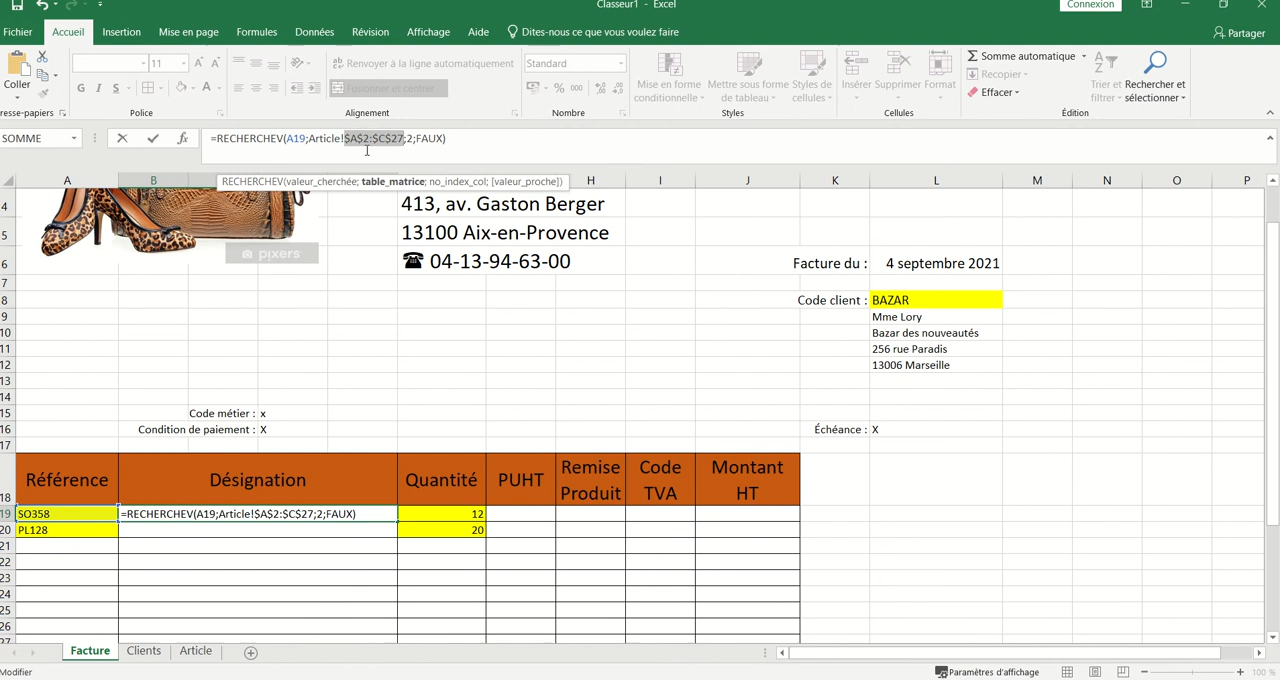 Classeur1 - Excel
Connexion
Fichier Accueil Insertion Mise en page Formules Données Révision Affichage Aide Dites-nous ce que vous voulez faire Partager
Coller
11
Renvoyer à la ligne automatiquement
Standard
G I S
Fusionner et centrer
% 000
Mise en forme conditionnelle
Mettre sous forme de tableau
Styles de cellules
Insérer Supprimer Format
Somme automatique
Recopier
Effacer
Trier et filtrer
Rechercher et sélectionner
resse-papiers Police Alignement Nombre Styles Cellules Édition
SOMME fx =RECHERCHEV(A19;Article!$A$2:$C$27;2;FAUX)
RECHERCHEV(valeur_cherchée; table_matrice; no_index_col; [valeur_proche])
A B H I J K L M N O P
4 413, av. Gaston Berger
5 13100 Aix-en-Provence
pixers
6 ☎ 04-13-94-63-00 Facture du : 4 septembre 2021
7
8 Code client : BAZAR
9 Mme Lory
10 Bazar des nouveautés
11 256 rue Paradis
12 13006 Marseille
13
14
15 Code métier : x
16 Condition de paiement : X Échéance : X
17
18 Référence Désignation Quantité PUHT Remise Produit Code TVA Montant HT
19 SO358 =RECHERCHEV(A19;Article!$A$2:$C$27;2;FAUX) 12
20 PL128 20
21
22
23
24
25
26
27
Facture Clients Article
Modifier Paramètres d'affichage 100 %